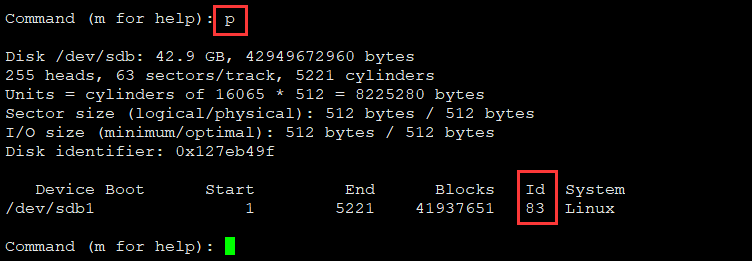 Command (m for help): p
Disk /dev/sdb: 42.9 GB, 42949672960 bytes
255 heads, 63 sectors/track, 5221 cylinders
Units = cylinders of 16065 * 512 = 8225280 bytes
Sector size (logical/physical): 512 bytes / 512 bytes
I/O size (minimum/optimal): 512 bytes / 512 bytes
Disk identifier: 0x127eb49f
Device Boot Start End Blocks Id System
/dev/sdb1 1 5221 41937651 83 Linux
Command (m for help):